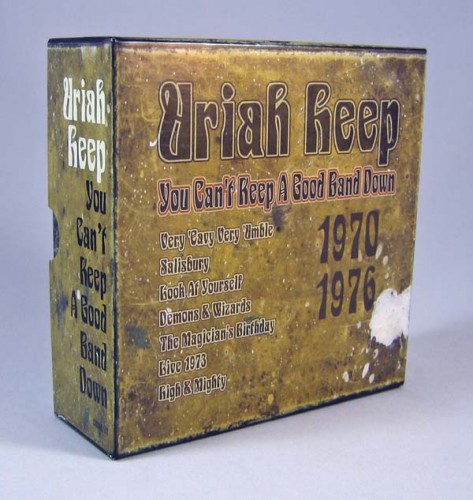 Uriah
Heep
You
Can't
Keep
A Good
Band
Down
Uriah Heep
You Can't Keep A Good Band Down
Very 'Eavy Very 'Umble
Salisbury
Look At Yourself
Demons & Wizards
The Magician's Birthday
Live 1973
High & Mighty
1970
1976